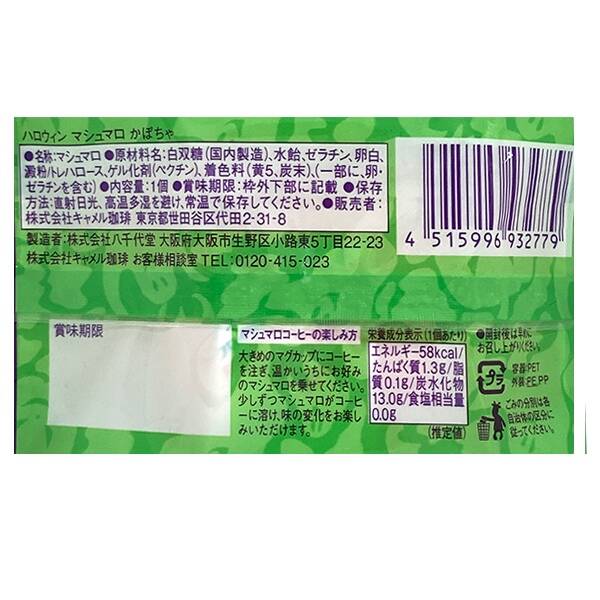 ハロウィン マシュマロ かぼちゃ
●名称:マシュマロ ●原材料名:白双糖(国内製造)、水飴、ゼラチン、卵白、
澱粉/トレハロース、ゲル化剤(ペクチン)、着色料(黄5、炭末)、(一部に、卵・
ゼラチンを含む) ●内容量:1個 ●賞味期限:枠外下部に記載 ●保存
方法:直射日光、高温多湿を避け、常温で保存してください。●販売者:
株式会社キャメル珈琲 東京都世田谷区代田2-31-8
製造者:株式会社八千代堂 大阪府大阪市生野区小路東5丁目22-23
株式会社キャメル珈琲 お客様相談室 TEL:0120-415-023
4 515996 932779
賞味期限
マシュマロコーヒーの楽しみ方
大きめのマグカップにコーヒー
を注ぎ、温かいうちにお好み
のマシュマロを乗せてください。
少しずつマシュマロがコーヒ
ーに溶け、味の変化をお楽し
みいただけます。
栄養成分表示(1個あたり)
エネルギー58kcal/
たんぱく質1.3g/脂
質0.1g/炭水化物
13.0g/食塩相当量
0.0g
(推定値)
●開封後は早めに
お召し上がりください。
プラ
容器:PET
外装:PE,PP
ごみの分別は各
自治体の区分に
従ってください。